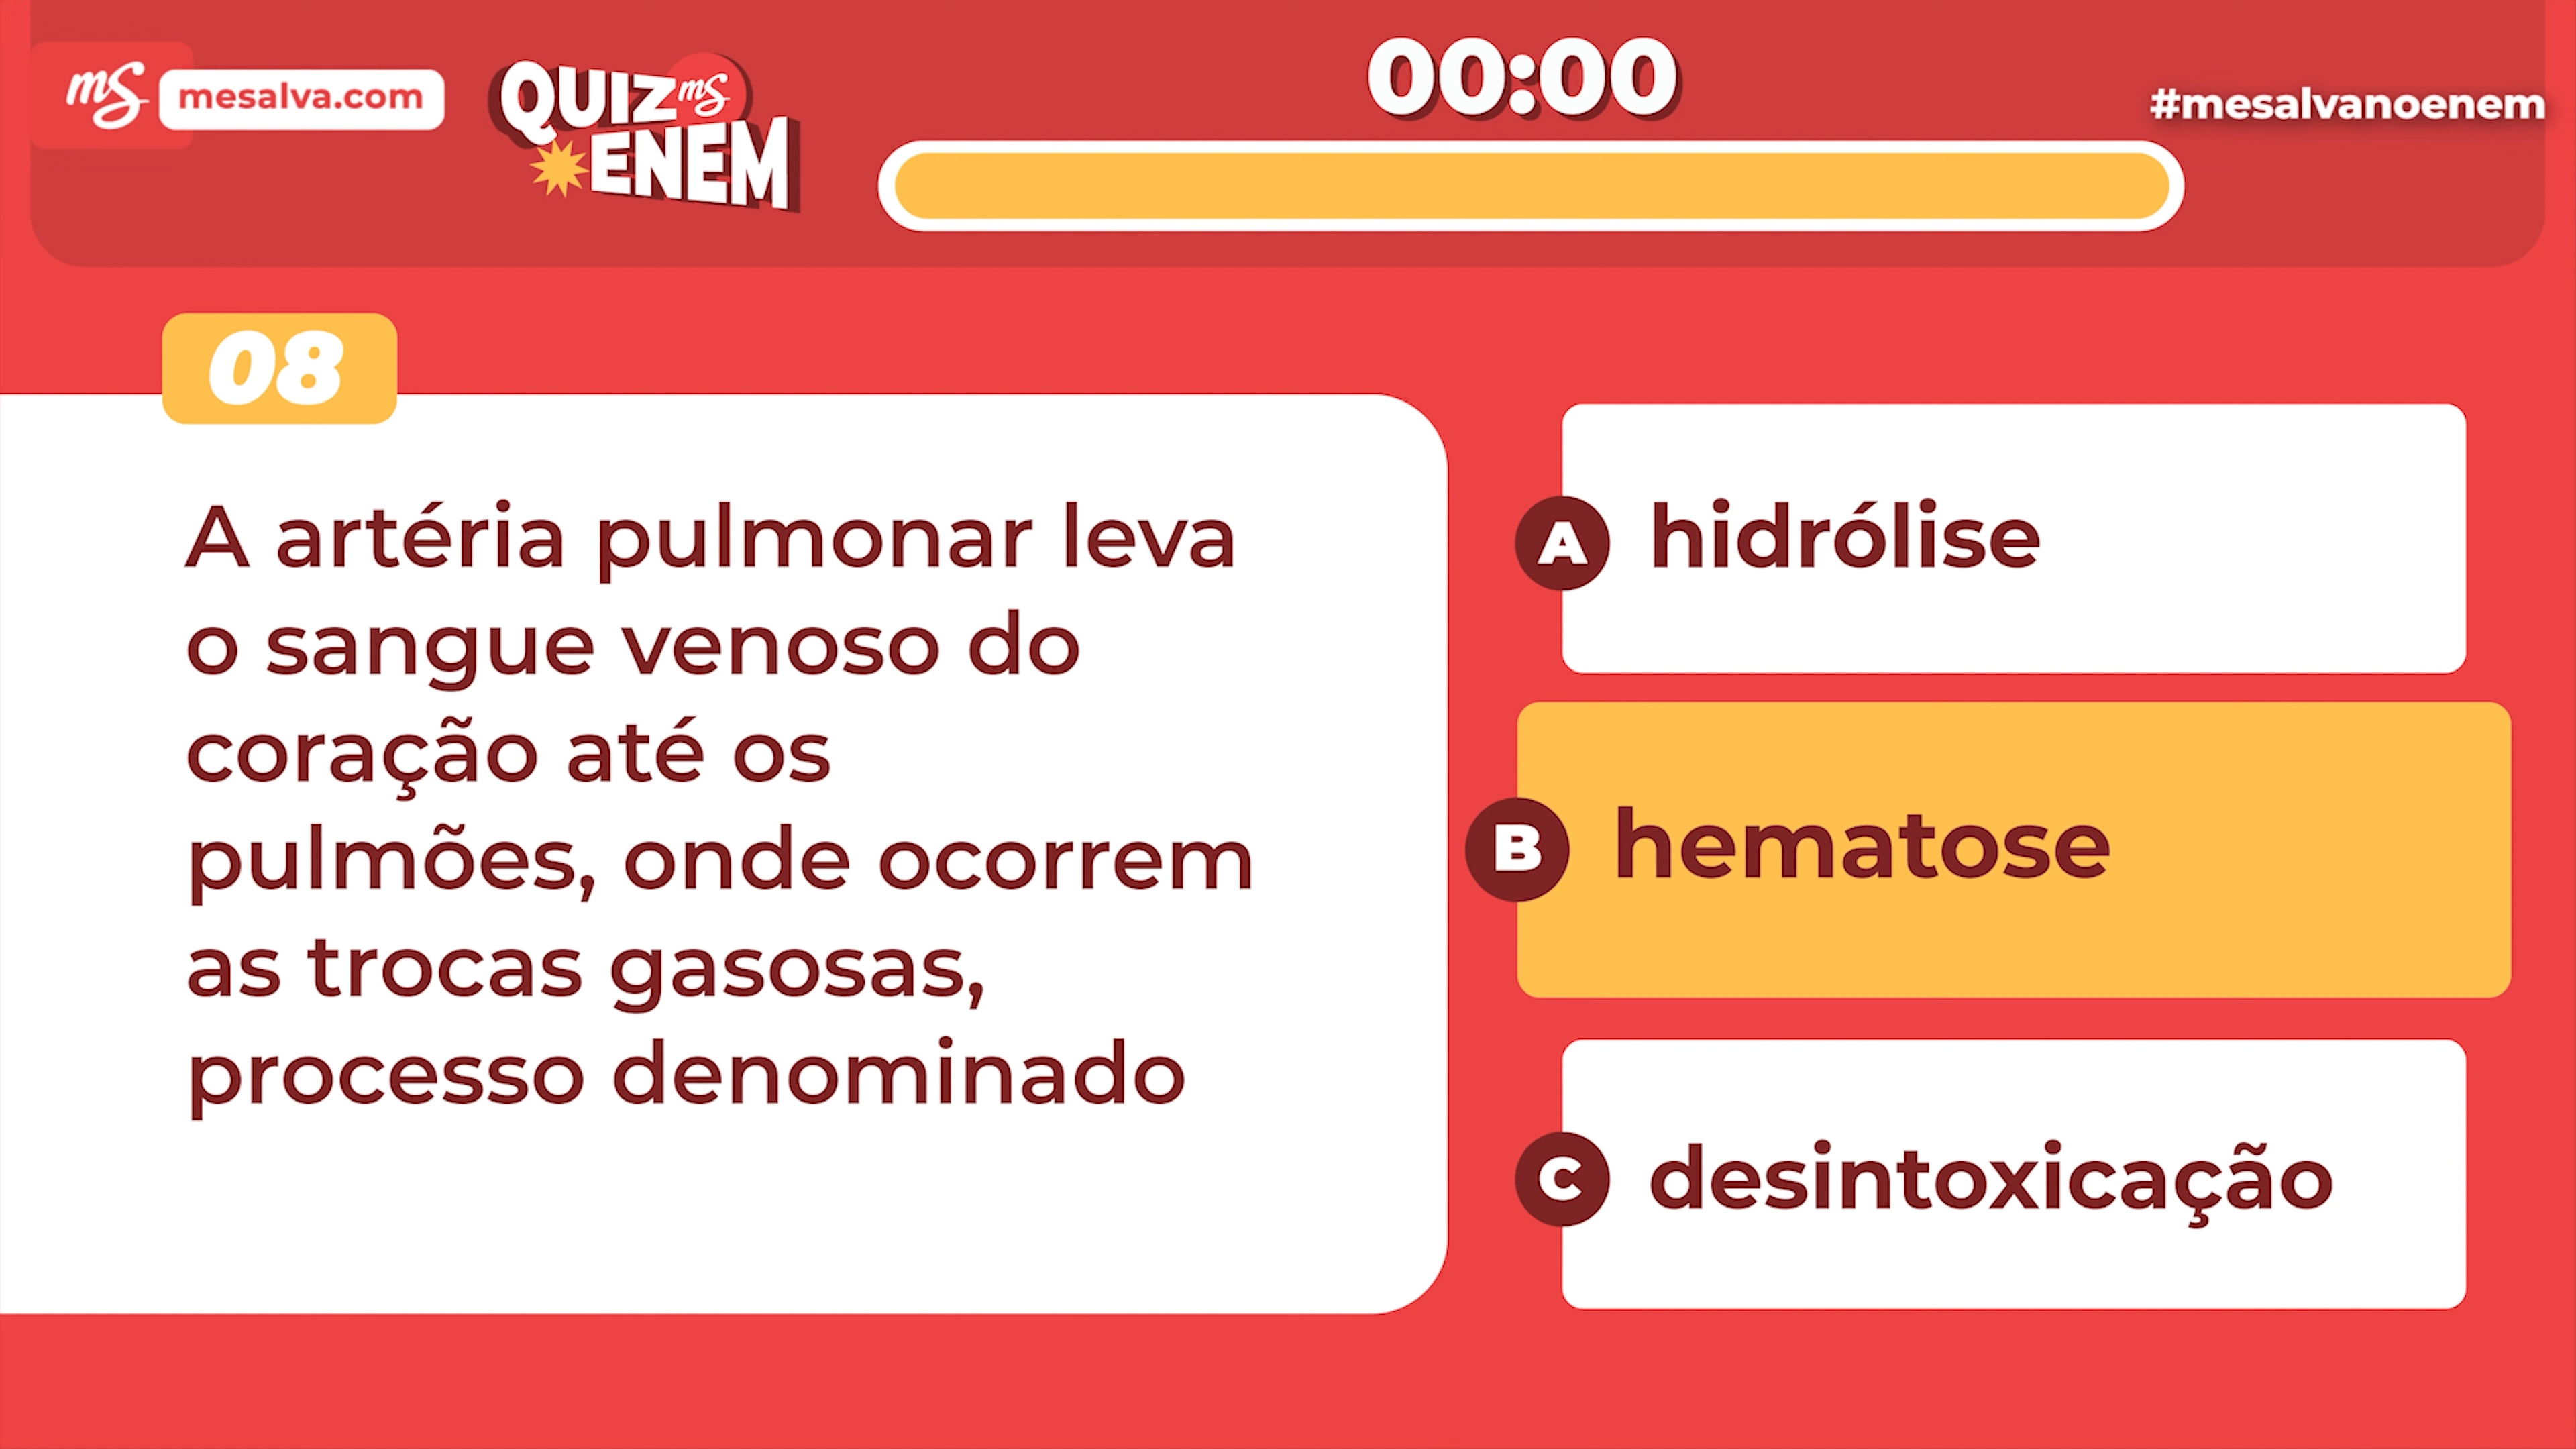 mS mesalva.com
QUIZ mS
ENEM
00:00
#mesalvanoenem
08
A artéria pulmonar leva
o sangue venoso do
coração até os
pulmões, onde ocorrem
as trocas gasosas,
processo denominado
A hidrólise
B hematose
C desintoxicação